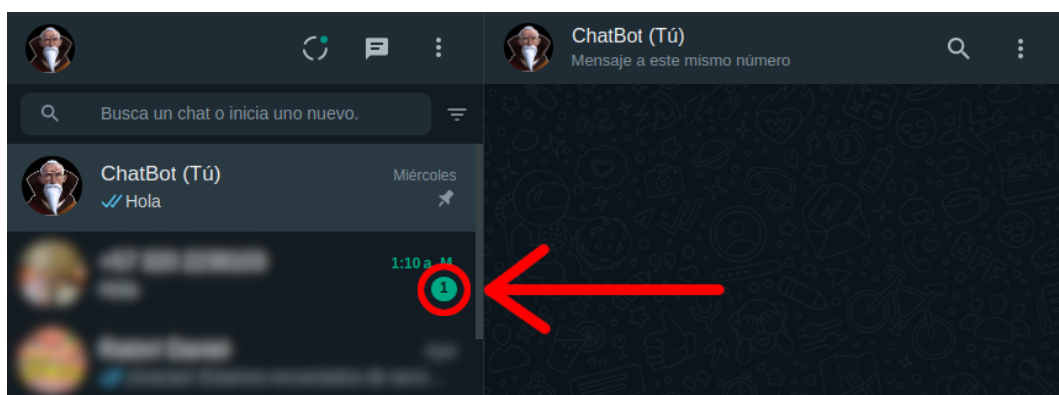 ChatBot (Tú)
Mensaje a este mismo número
Busca un chat o inicia uno nuevo.
ChatBot (Tú)
Miércoles
Hola
1:10 a. M.
1